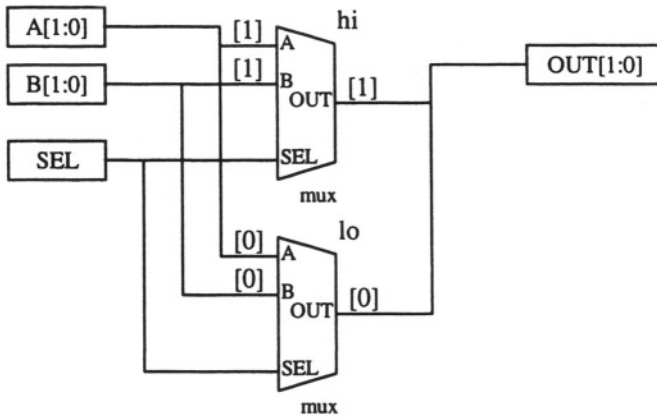 A[1:0]
B[1:0]
SEL
hi
[1]
A
[1]
B
OUT
[1]
SEL
mux
OUT[1:0]
lo
[0]
A
[0]
B
OUT
[0]
SEL
mux